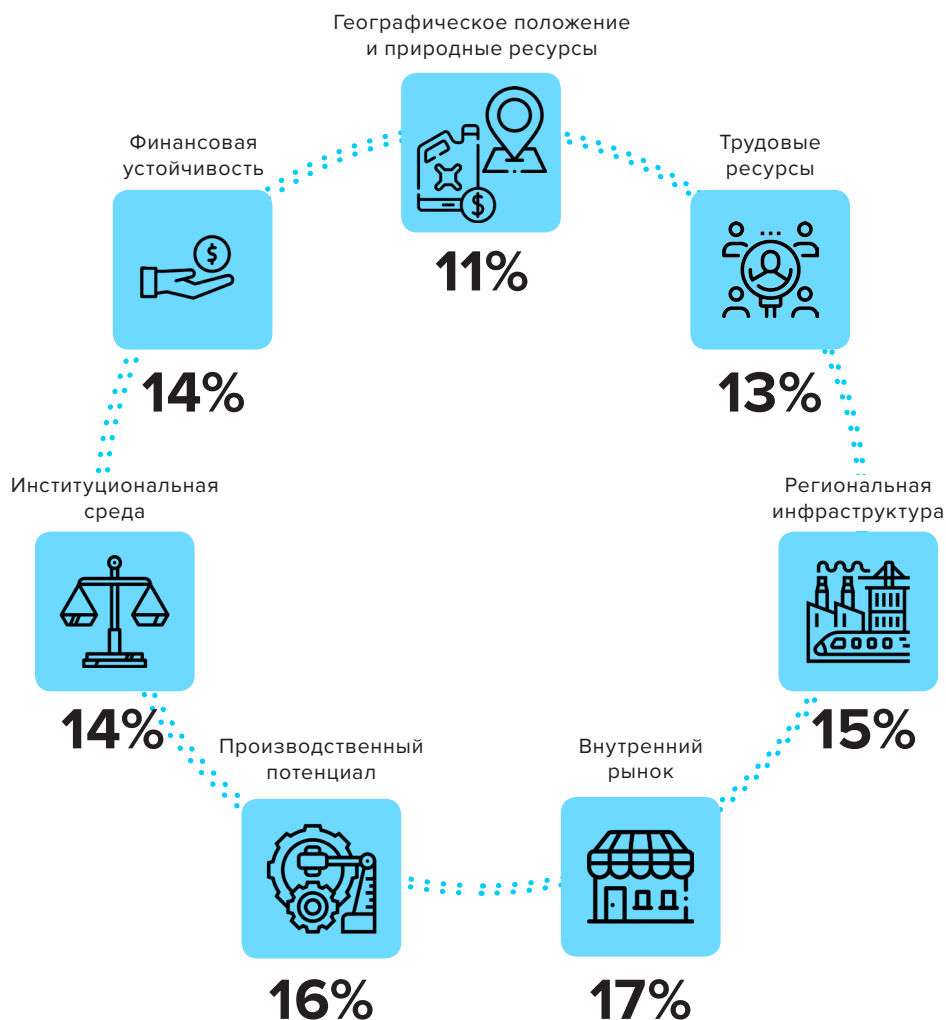 Географическое положение
и природные ресурсы
11%
Трудовые
ресурсы
13%
Региональная
инфраструктура
15%
Внутренний
рынок
17%
Производственный
потенциал
16%
Институциональная
среда
14%
Финансовая
устойчивость
14%